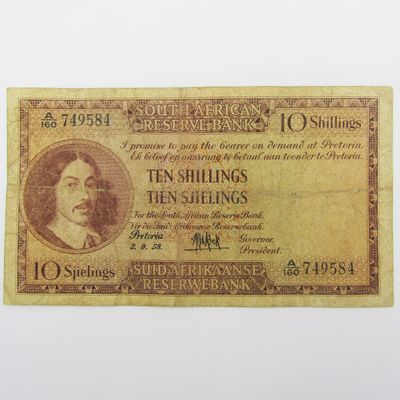 A/160 749584
SOUTH AFRICAN
RESERVE BANK
10 Shillings
I promise to pay the Bearer on demand at Pretoria.
Ek beloof op aanvraag te betaal aan toonder te Pretoria.
TEN SHILLINGS
TIEN SJIELINGS
For the South African Reserve Bank.
Vir die Suid-Afrikaanse Reserwebank.
Pretoria
2. 9. 58.
Governor.
President.
10 Sjielings
SUID-AFRIKAANSE
RESERWEBANK
A/160 749584